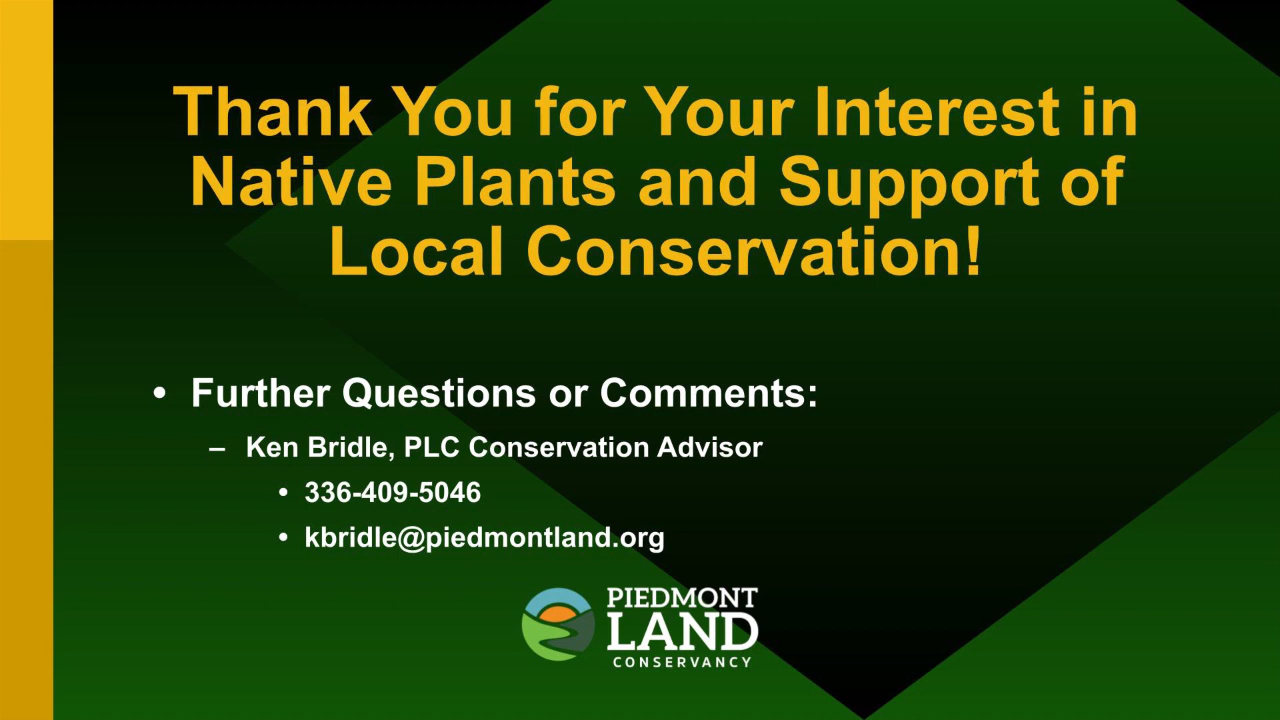 Thank You for Your Interest in
Native Plants and Support of
Local Conservation!
• Further Questions or Comments:
– Ken Bridle, PLC Conservation Advisor
• 336-409-5046
• kbridle@piedmontland.org
PIEDMONT
LAND
CONSERVANCY